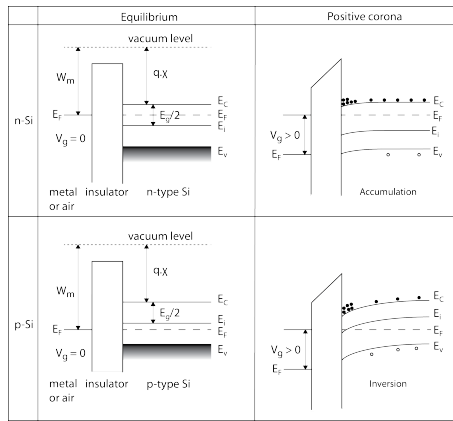 Equilibrium
Positive corona
n-Si
vacuum level
W_m
q.χ
E_C
E_F
E_g/2
E_F
E_i
V_g = 0
E_v
metal
or air
insulator
n-type Si
E_C
E_F
V_g > 0
E_i
E_F
E_v
Accumulation
p-Si
vacuum level
W_m
q.χ
E_C
E_g/2
E_i
E_F
E_F
V_g = 0
E_v
metal
or air
insulator
p-type Si
E_C
E_i
E_F
V_g > 0
E_v
E_F
Inversion